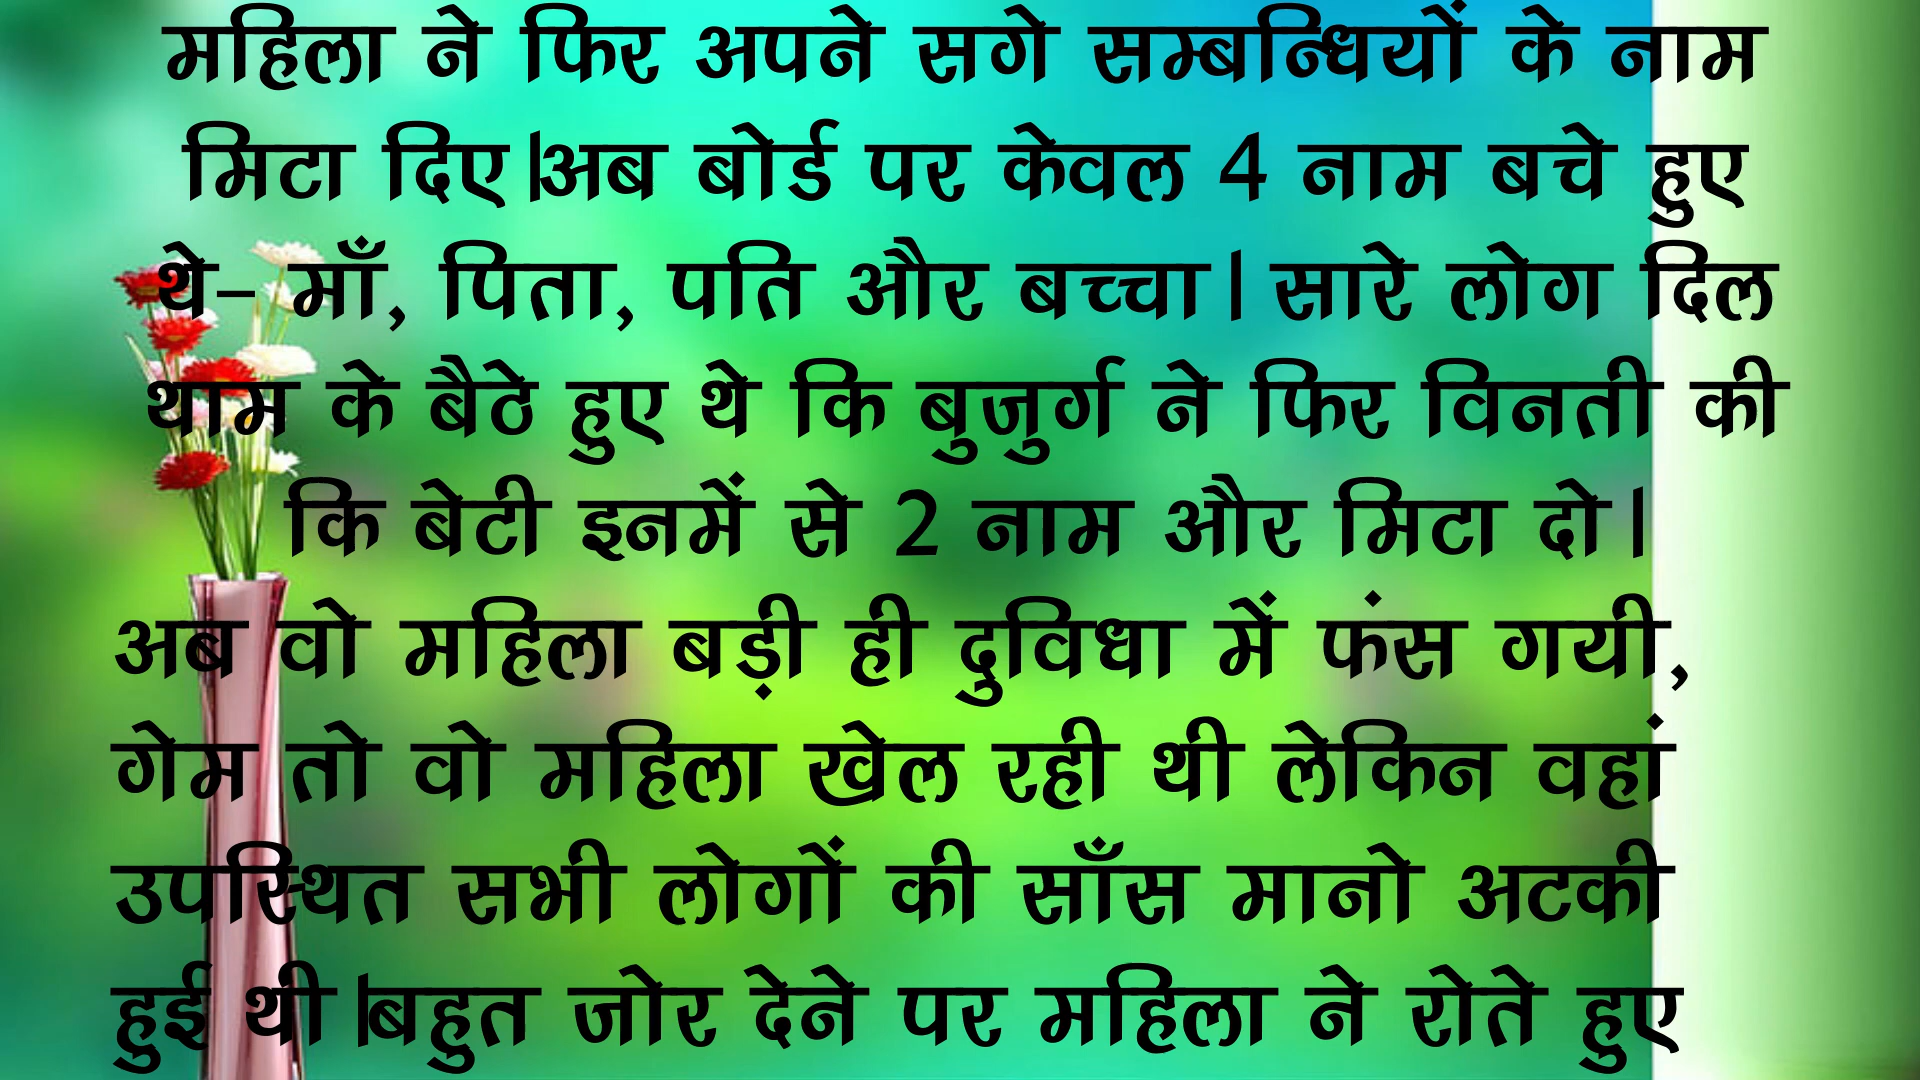 महिला ने फिर अपने सगे सम्बन्धियों के नाम
मिटा दिए।अब बोर्ड पर केवल 4 नाम बचे हुए
थे- माँ, पिता, पति और बच्चा। सारे लोग दिल
थाम के बैठे हुए थे कि बुजुर्ग ने फिर विनती की
कि बेटी इनमें से 2 नाम और मिटा दो।
अब वो महिला बड़ी ही दुविधा में फंस गयी,
गेम तो वो महिला खेल रही थी लेकिन वहां
उपस्थित सभी लोगों की साँस मानो अटकी
हुई थी।बहुत जोर देने पर महिला ने रोते हुए